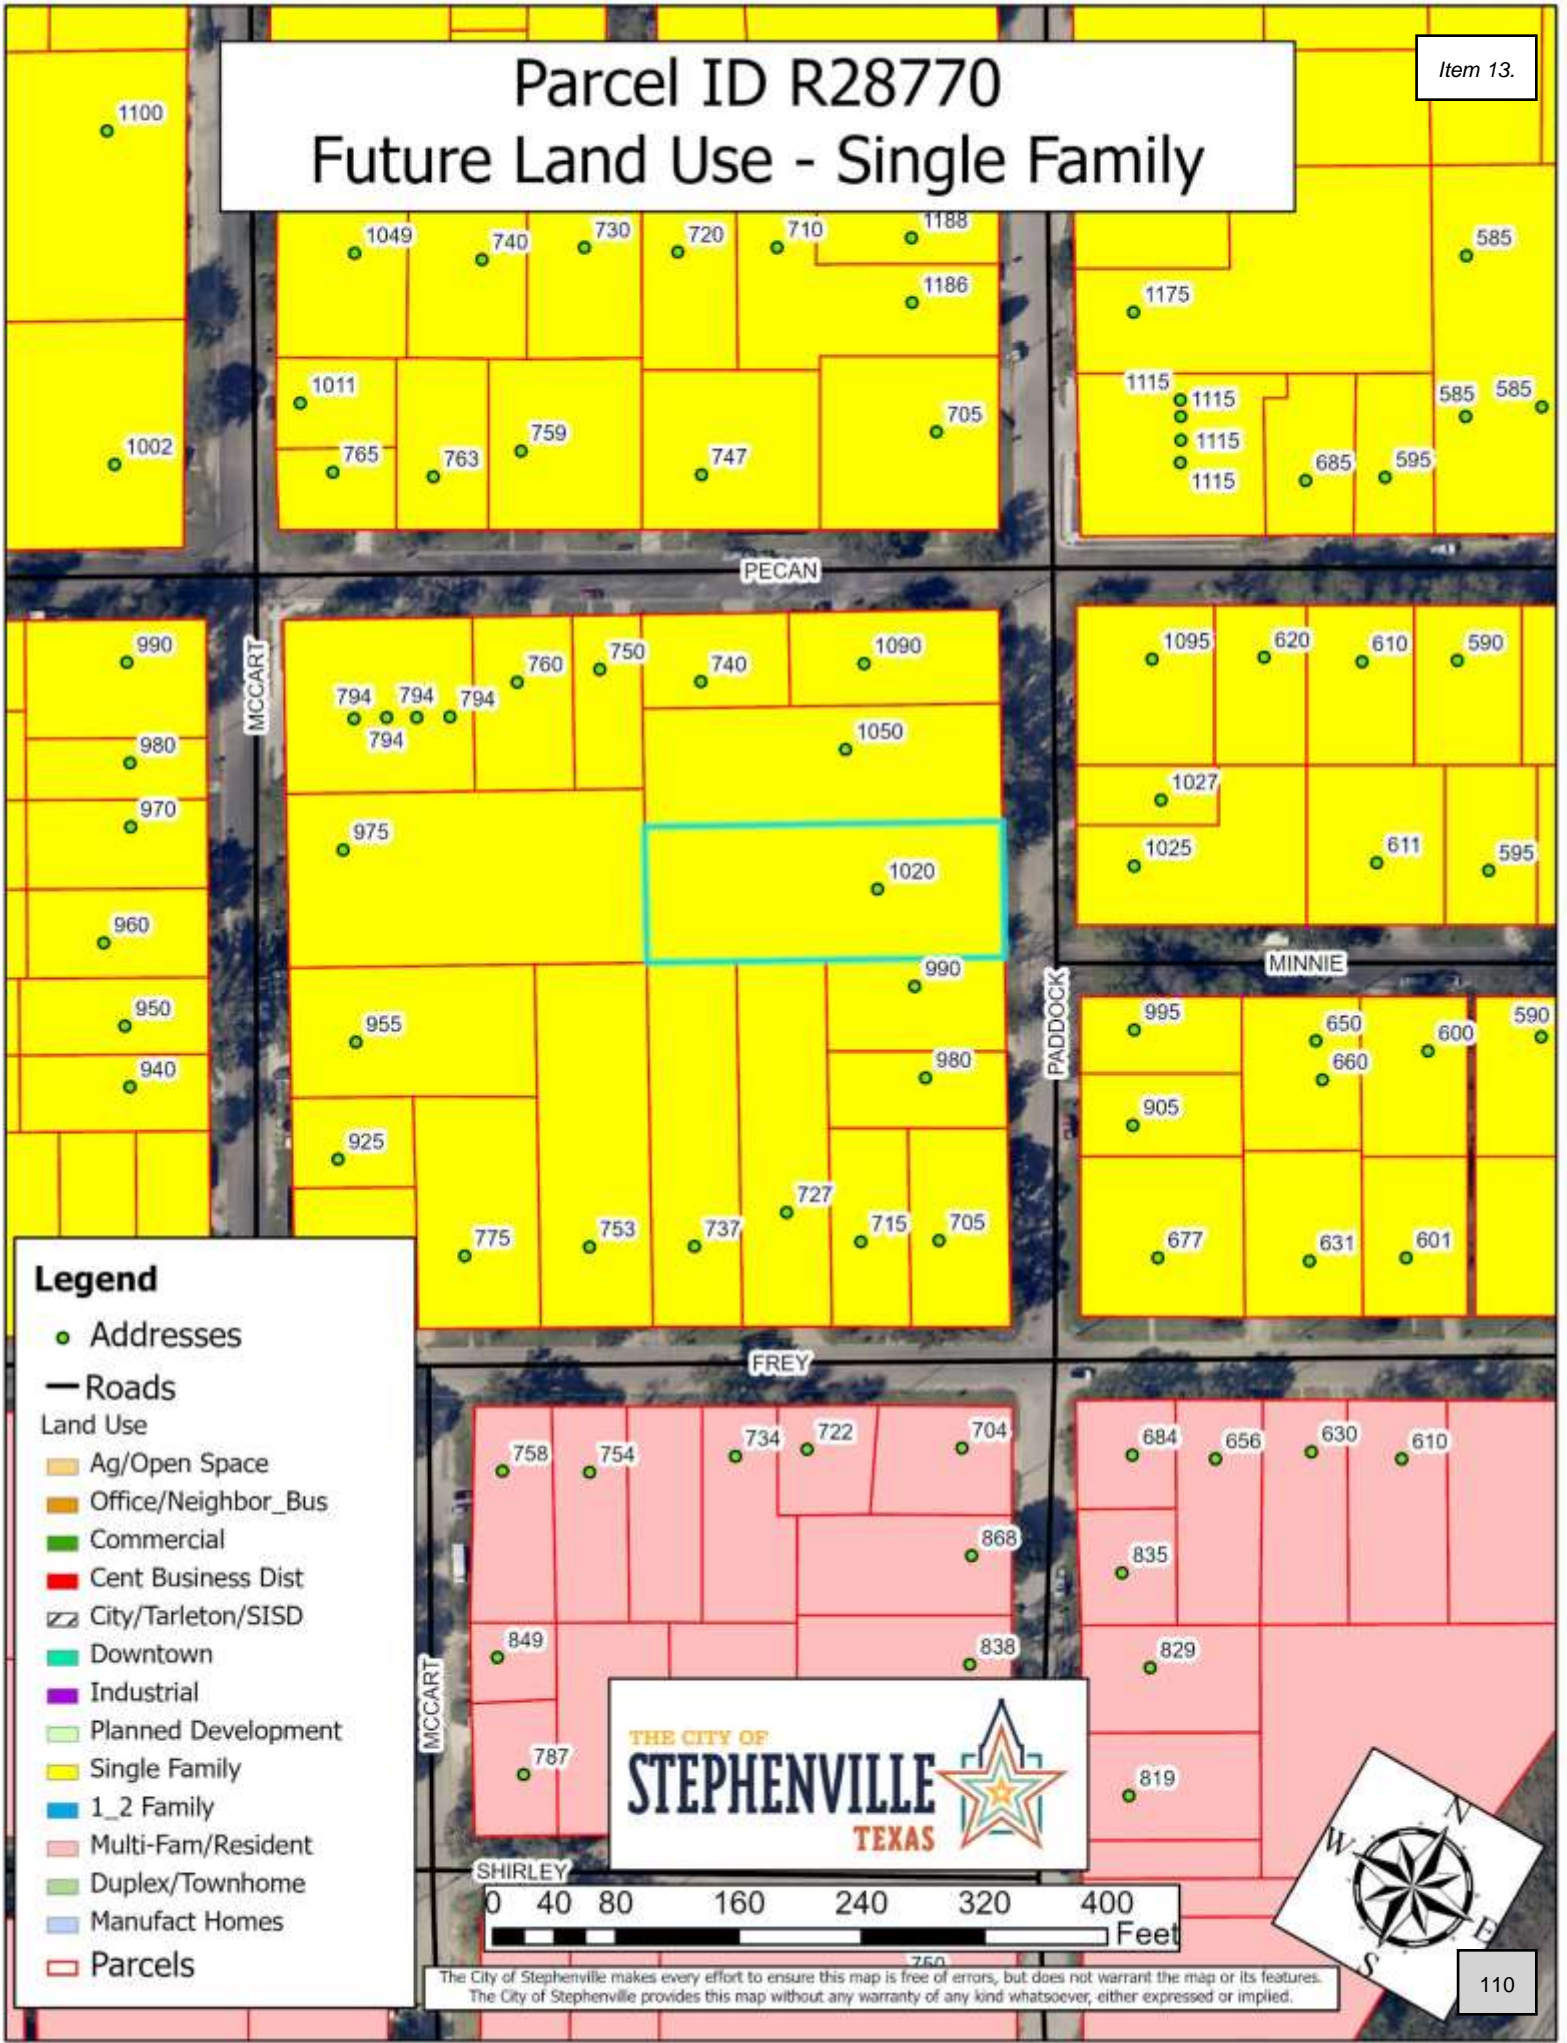 Parcel ID R28770
Future Land Use - Single Family
Item 13.
1100
1049
740
730
720
710
1188
585
1186
1175
1011
1115
1115
585
585
705
1002
765
763
759
747
1115
685
595
1115
PECAN
990
MCCART
760
750
740
1090
1095
620
610
590
794
794
794
794
1050
980
970
975
1027
1020
1025
611
595
960
990
MINNIE
950
955
PADDOCK
995
650
600
590
660
940
980
905
925
775
753
737
727
715
705
677
631
601
FREY
758
754
734
722
704
684
656
630
610
868
835
849
838
829
MCCART
787
819
SHIRLEY
750
Legend
Addresses
Roads
Land Use
Ag/Open Space
Office/Neighbor_Bus
Commercial
Cent Business Dist
City/Tarleton/SISD
Downtown
Industrial
Planned Development
Single Family
1_2 Family
Multi-Fam/Resident
Duplex/Townhome
Manufact Homes
Parcels
THE CITY OF
STEPHENVILLE
TEXAS
0 40 80 160 240 320 400
Feet
N
W
E
S
The City of Stephenville makes every effort to ensure this map is free of errors, but does not warrant the map or its features.
The City of Stephenville provides this map without any warranty of any kind whatsoever, either expressed or implied.
110